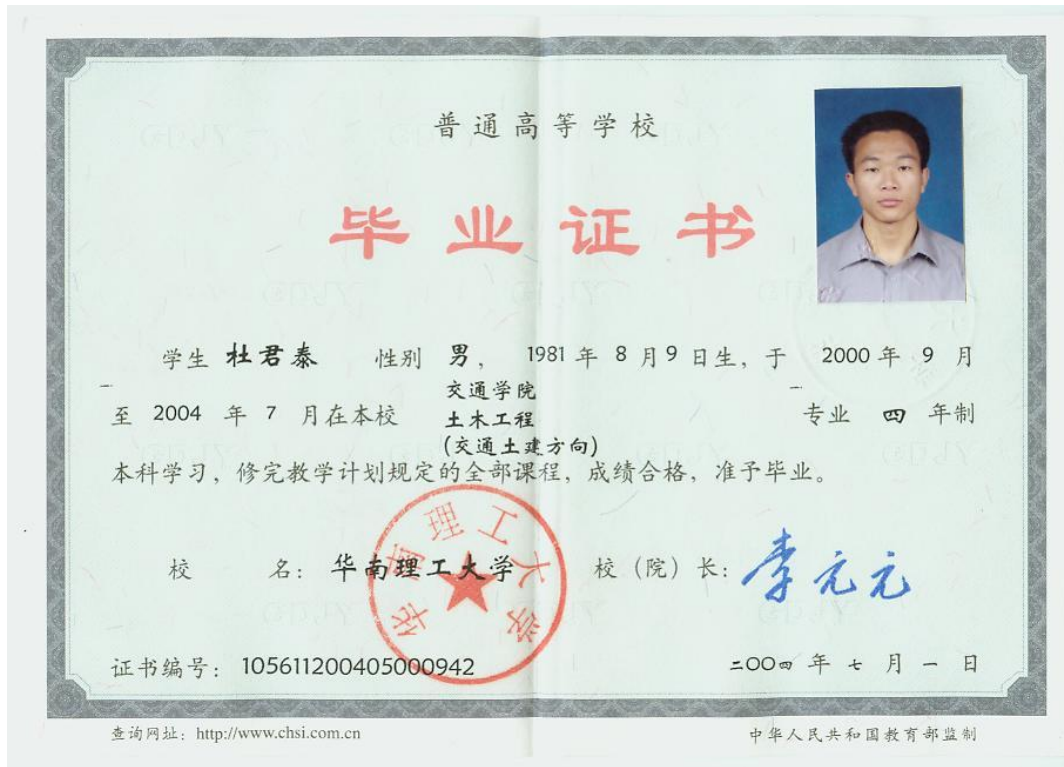 普通高等学校
毕业证书
学生 杜君泰 性别 男, 1981 年 8 月 9 日生, 于 2000 年 9 月
至 2004 年 7 月在本校 交通学院 土木工程 (交通土建方向) 专业 四 年制
本科学习, 修完教学计划规定的全部课程, 成绩合格, 准予毕业。
校 名: 华南理工大学 校 (院) 长: 李元元
华南理工大学
证书编号: 105611200405000942 二〇〇四 年 七 月 一 日
查询网址: http://www.chsi.com.cn 中华人民共和国教育部监制